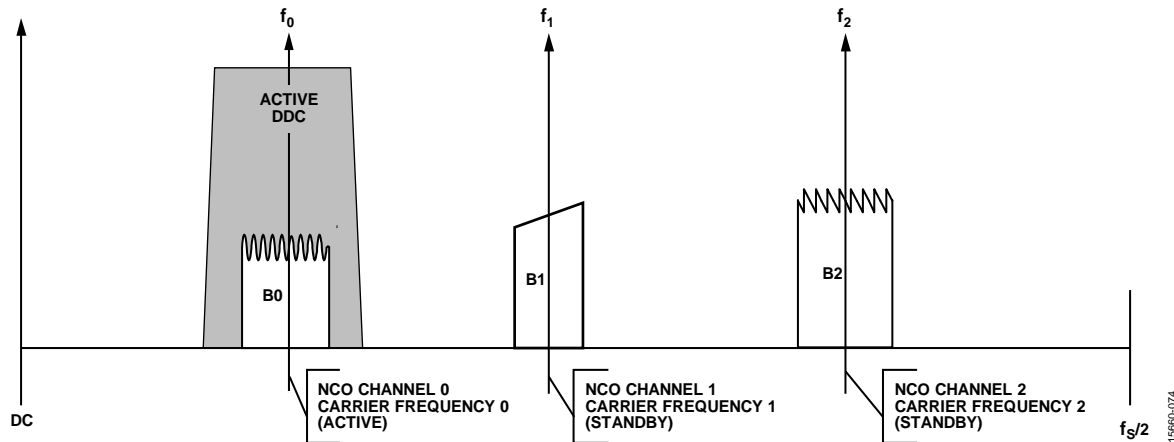 f0
f1
f2
ACTIVE
DDC
B0
B1
B2
NCO CHANNEL 0
CARRIER FREQUENCY 0
(ACTIVE)
NCO CHANNEL 1
CARRIER FREQUENCY 1
(STANDBY)
NCO CHANNEL 2
CARRIER FREQUENCY 2
(STANDBY)
DC
fS/2
15660-074